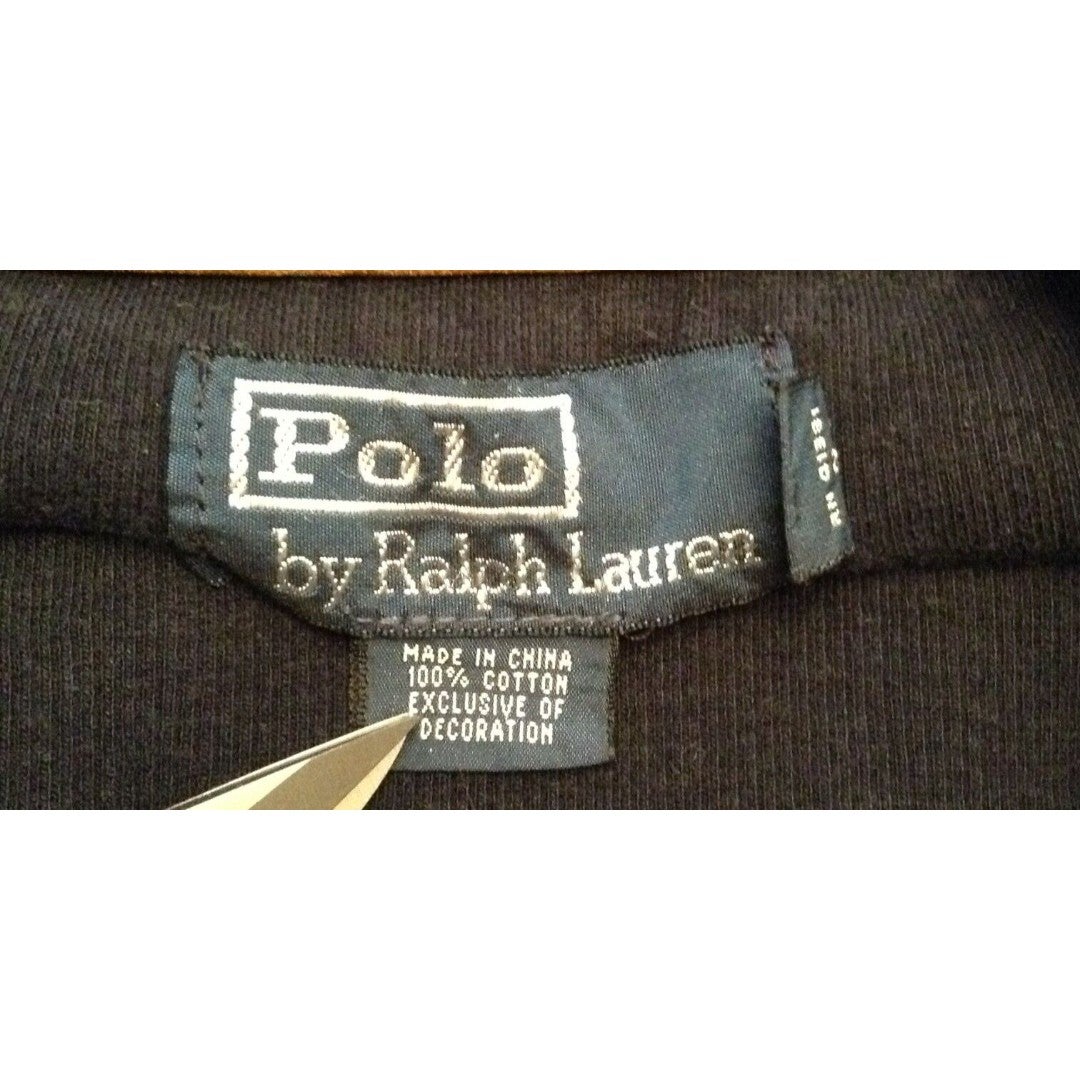 Polo
by Ralph Lauren
MADE IN CHINA
100% COTTON
EXCLUSIVE OF
DECORATION